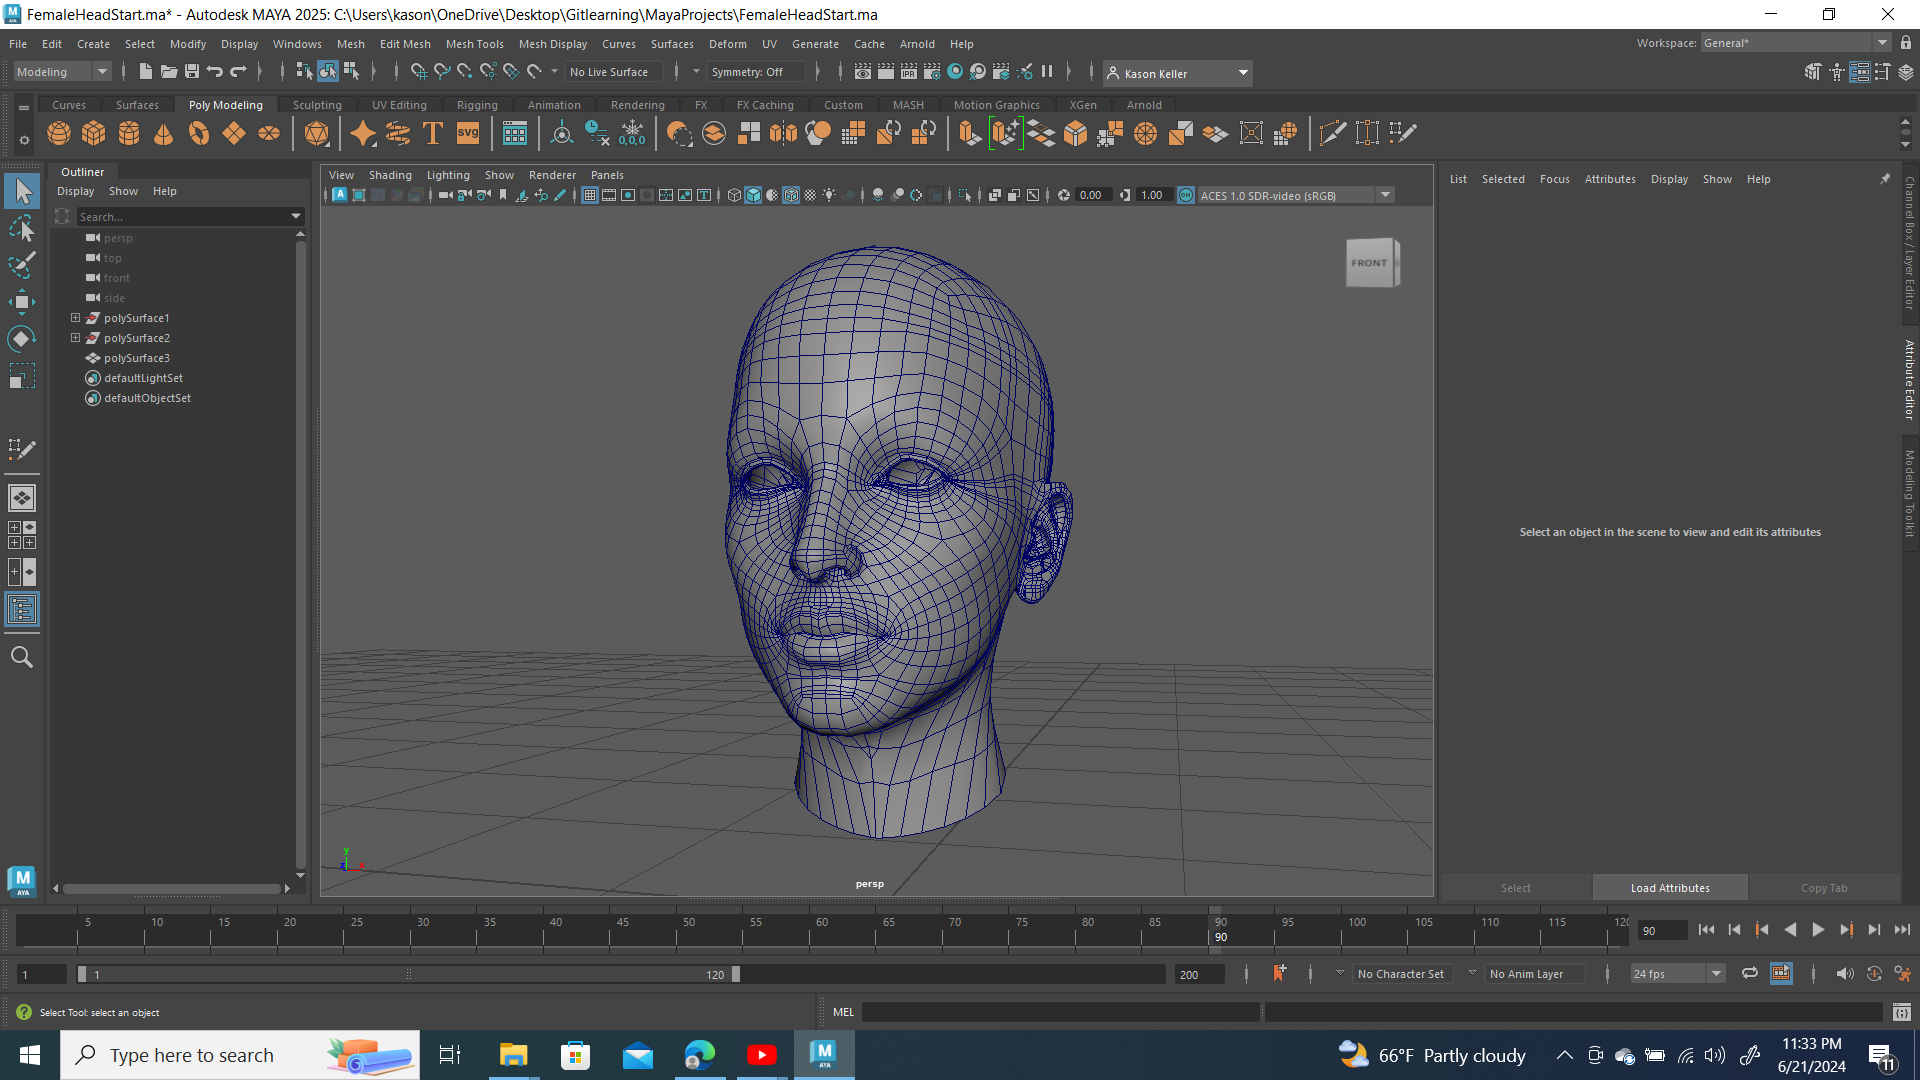 FemaleHeadStart.ma* - Autodesk MAYA 2025: C:\Users\kason\OneDrive\Desktop\Gitlearning\MayaProjects\FemaleHeadStart.ma
File Edit Create Select Modify Display Windows Mesh Edit Mesh Mesh Tools Mesh Display Curves Surfaces Deform UV Generate Cache Arnold Help
Workspace: General*
Modeling
No Live Surface
Symmetry: Off
IPR
Kason Keller
Curves Surfaces Poly Modeling Sculpting UV Editing Rigging Animation Rendering FX FX Caching Custom MASH Motion Graphics XGen Arnold
T SVG 0,0,0
Outliner
Display Show Help
Search...
persp
top
front
side
polySurface1
polySurface2
polySurface3
defaultLightSet
defaultObjectSet
View Shading Lighting Show Renderer Panels
0.00 1.00 ON ACES 1.0 SDR-video (sRGB)
FRONT
y
x
z
persp
List Selected Focus Attributes Display Show Help
Select an object in the scene to view and edit its attributes
Select Load Attributes Copy Tab
Channel Box / Layer Editor
Attribute Editor
Modeling Toolkit
M
AYA
5 10 15 20 25 30 35 40 45 50 55 60 65 70 75 80 85 90 95 100 105 110 115 120
90
90
1 1 120 200
No Character Set
No Anim Layer
24 fps
Select Tool: select an object
MEL
Type here to search
M
AYA
66°F Partly cloudy
11:33 PM
6/21/2024
11